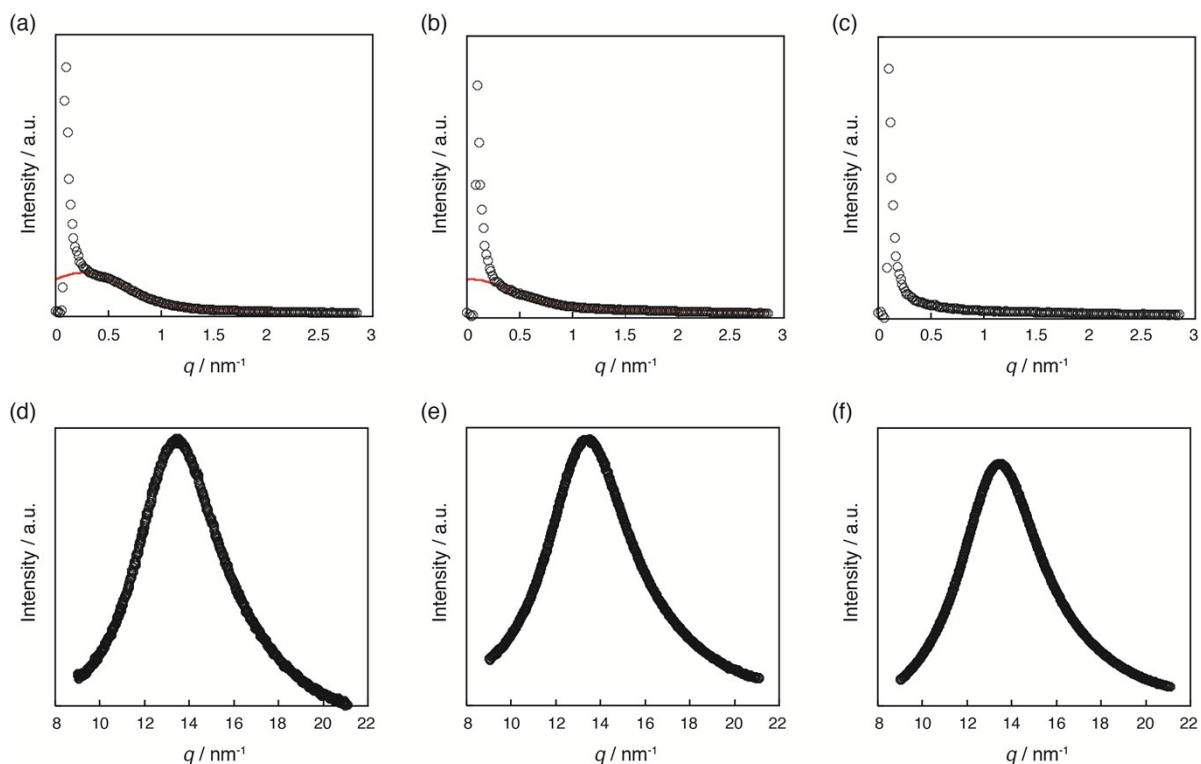 (a)
Intensity / a.u.
0 0.5 1 1.5 2 2.5 3
q / nm⁻¹
(b)
Intensity / a.u.
0 0.5 1 1.5 2 2.5 3
q / nm⁻¹
(c)
Intensity / a.u.
0 0.5 1 1.5 2 2.5 3
q / nm⁻¹
(d)
Intensity / a.u.
8 10 12 14 16 18 20 22
q / nm⁻¹
(e)
Intensity / a.u.
8 10 12 14 16 18 20 22
q / nm⁻¹
(f)
Intensity / a.u.
8 10 12 14 16 18 20 22
q / nm⁻¹